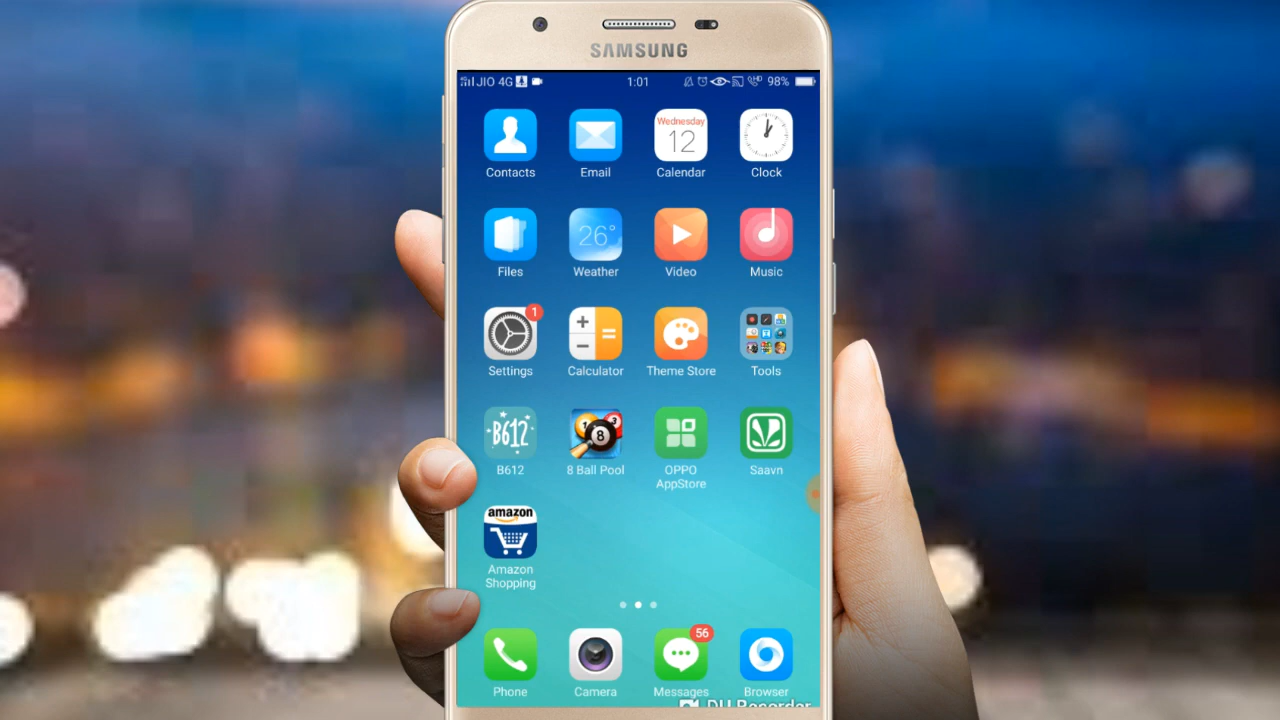 SAMSUNG
JIO 4G 1:01 98%
Wednesday
12
Contacts Email Calendar Clock
26°
Files Weather Video Music
1
Settings Calculator Theme Store Tools
B612
8
B612 8 Ball Pool OPPO AppStore Saavn
amazon
Amazon
Shopping
56
Phone Camera Messages Browser
DU Recorder